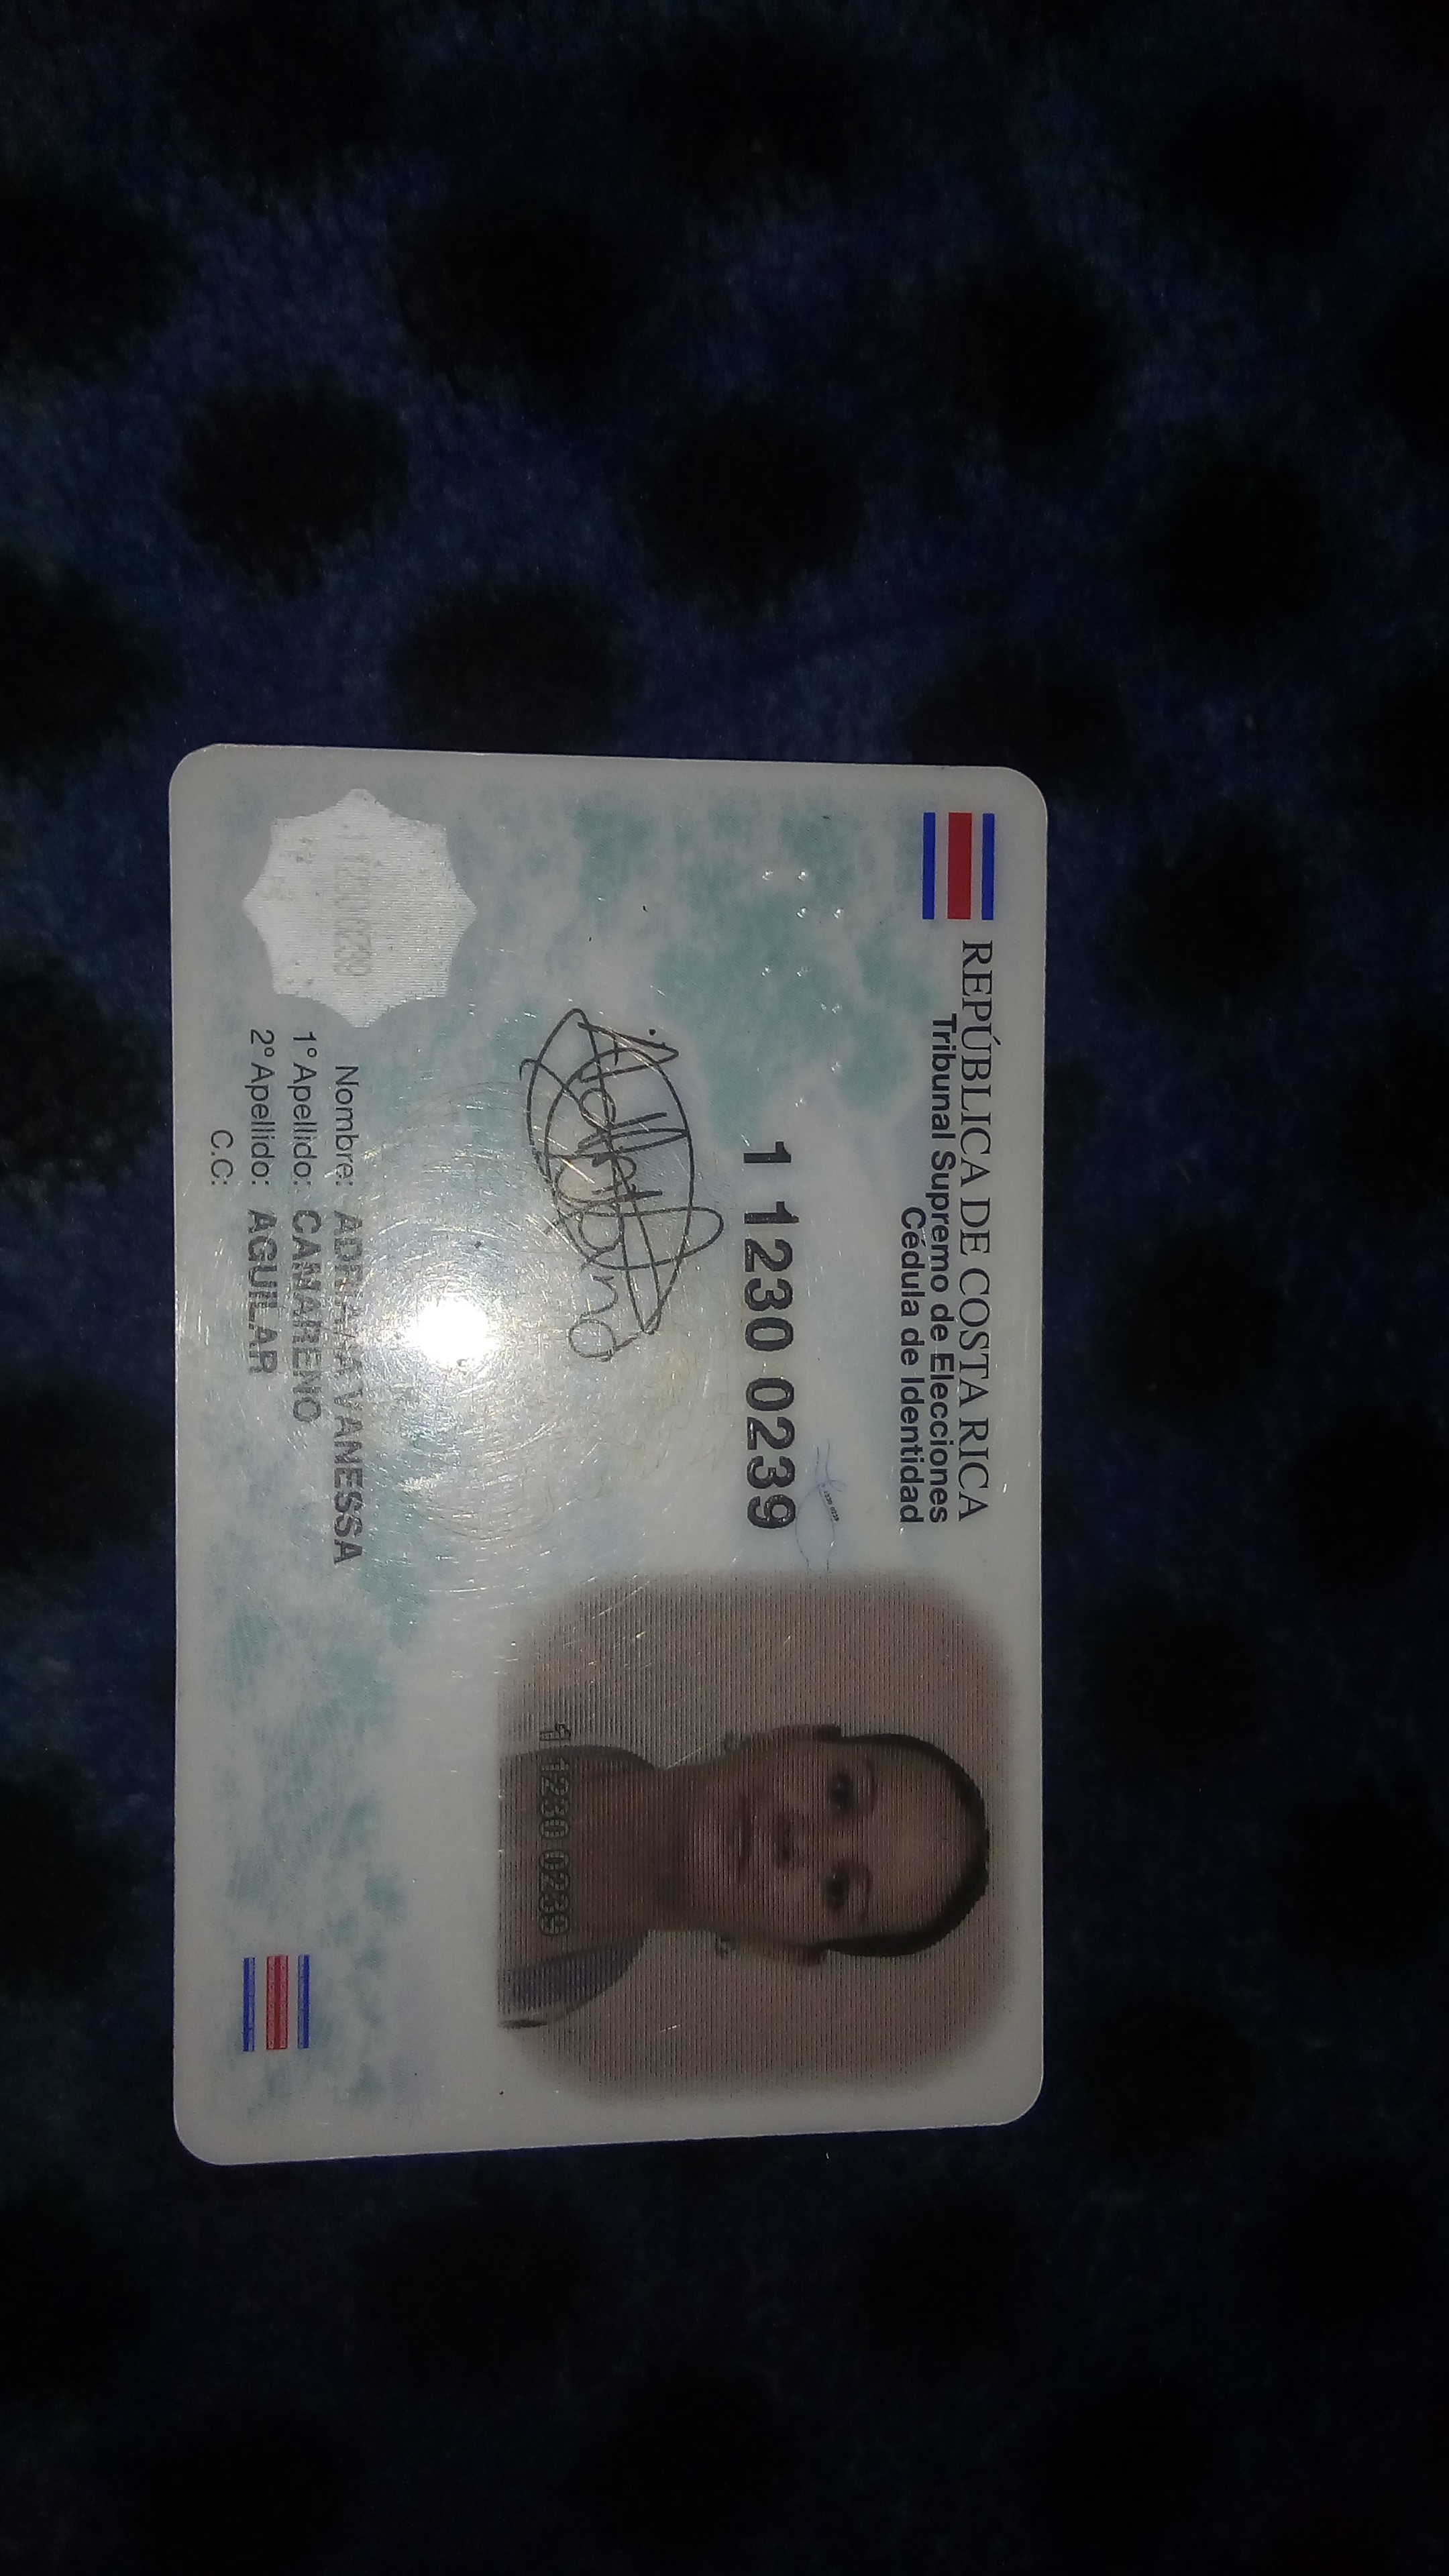 REPÚBLICA DE COSTA RICA
Tribunal Supremo de Elecciones
Cédula de Identidad
1 1230 0239
1 1230 0239
Nombre: ADRIANA VANESSA
1° Apellido: CAMARENO
2° Apellido: AGUILAR
C.C: